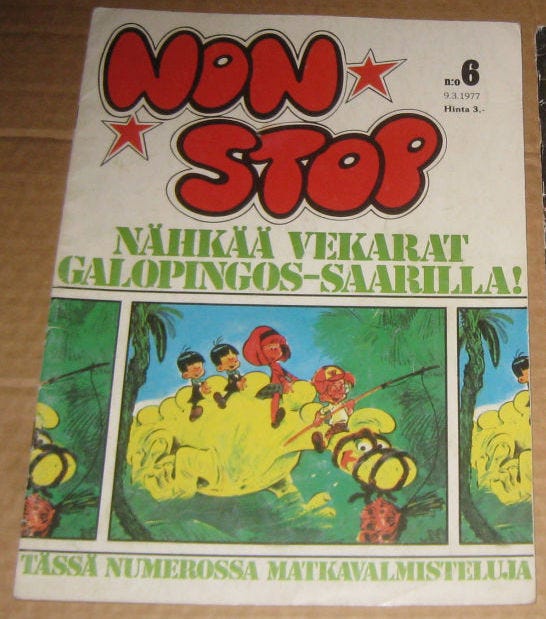 NON
STOP
n:o 6
9.3.1977
Hinta 3,-
NÄHKÄÄ VEKARAT
GALOPINGOS-SAARILLA!
TÄSSÄ NUMEROSSA MATKAVALMISTELUJA